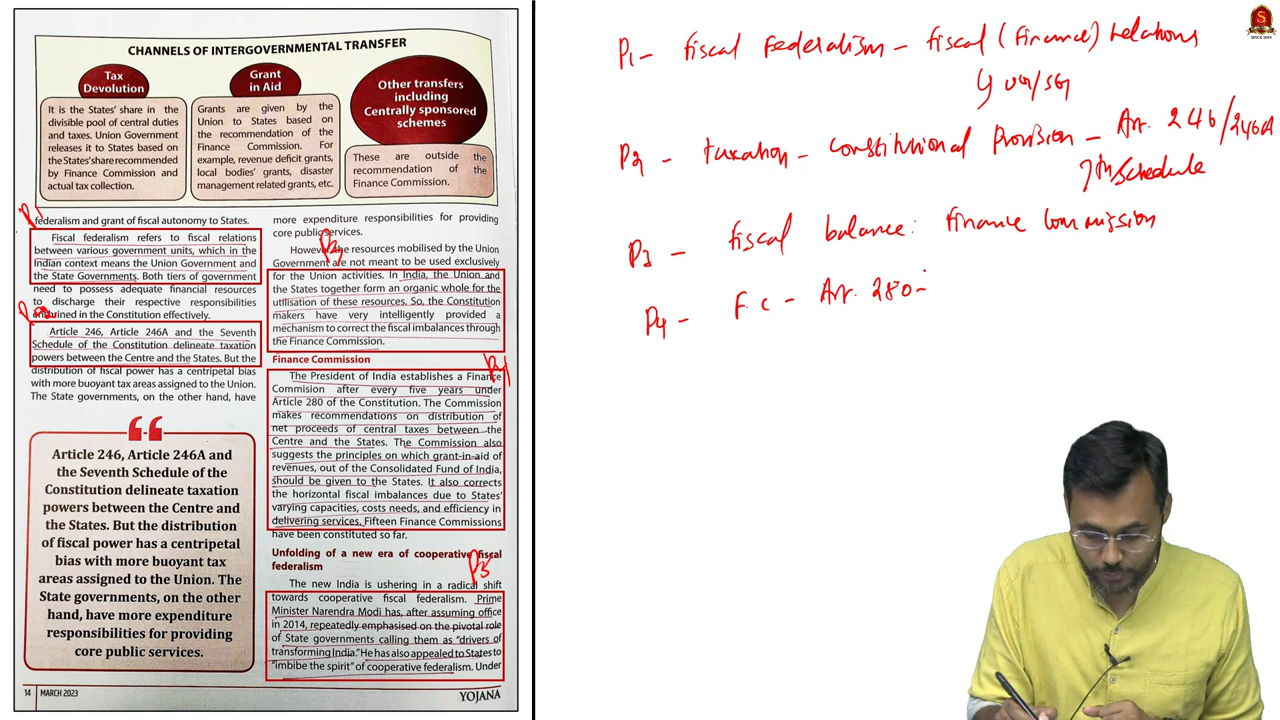 CHANNELS OF INTERGOVERNMENTAL TRANSFER
Tax
Devolution
It is the States' share in the
divisible pool of central duties
and taxes. Union Government
releases it to States based on
the States' share recommended
by Finance Commission and
actual tax collection.
Grant
in Aid
Grants are given by the
Union to States based on
the recommendation of the
Finance Commission. For
example, revenue deficit grants,
local bodies' grants, disaster
management related grants, etc.
Other transfers
including
Centrally sponsored
schemes
These are outside the
recommendation of the
Finance Commission.
P1
federalism and grant of fiscal autonomy to States.
Fiscal federalism refers to fiscal relations
between various government units, which in the
Indian context means the Union Government and
the State Governments. Both tiers of government
need to possess adequate financial resources
to discharge their respective responsibilities
enshrined in the Constitution effectively.
P2
Article 246, Article 246A and the Seventh
Schedule of the Constitution delineate taxation
powers between the Centre and the States. But the
distribution of fiscal power has a centripetal bias
with more buoyant tax areas assigned to the Union.
The State governments, on the other hand, have
Article 246, Article 246A and
the Seventh Schedule of the
Constitution delineate taxation
powers between the Centre and
the States. But the distribution
of fiscal power has a centripetal
bias with more buoyant tax
areas assigned to the Union. The
State governments, on the other
hand, have more expenditure
responsibilities for providing
core public services.
more expenditure responsibilities for providing
core public services.
P3
However, the resources mobilised by the Union
Government are not meant to be used exclusively
for the Union activities. In India, the Union and
the States together form an organic whole for the
utilisation of these resources. So, the Constitution
makers have very intelligently provided a
mechanism to correct the fiscal imbalances through
the Finance Commission.
Finance Commission
P4
The President of India establishes a Finance
Commision after every five years under
Article 280 of the Constitution. The Commission
makes recommendations on distribution of
net proceeds of central taxes between the
Centre and the States. The Commission also
suggests the principles on which grant-in-aid of
revenues, out of the Consolidated Fund of India,
should be given to the States. It also corrects
the horizontal fiscal imbalances due to States'
varying capacities, costs needs, and efficiency in
delivering services. Fifteen Finance Commissions
have been constituted so far.
Unfolding of a new era of cooperative fiscal
federalism
P5
The new India is ushering in a radical shift
towards cooperative fiscal federalism. Prime
Minister Narendra Modi has, after assuming office
in 2014, repeatedly emphasised on the pivotal role
of State governments calling them as "drivers of
transforming India." He has also appealed to States to
"imbibe the spirit" of cooperative federalism. Under
14 MARCH 2023
YOJANA
P1 - fiscal Federalism - fiscal (Finance) relations
P2 - taxation - constitutional Provision - Art. 246/246A
7th Schedule
P3 - fiscal balance: Finance Commission
P4 - F.C - Art. 280-
S
SINCE 2004